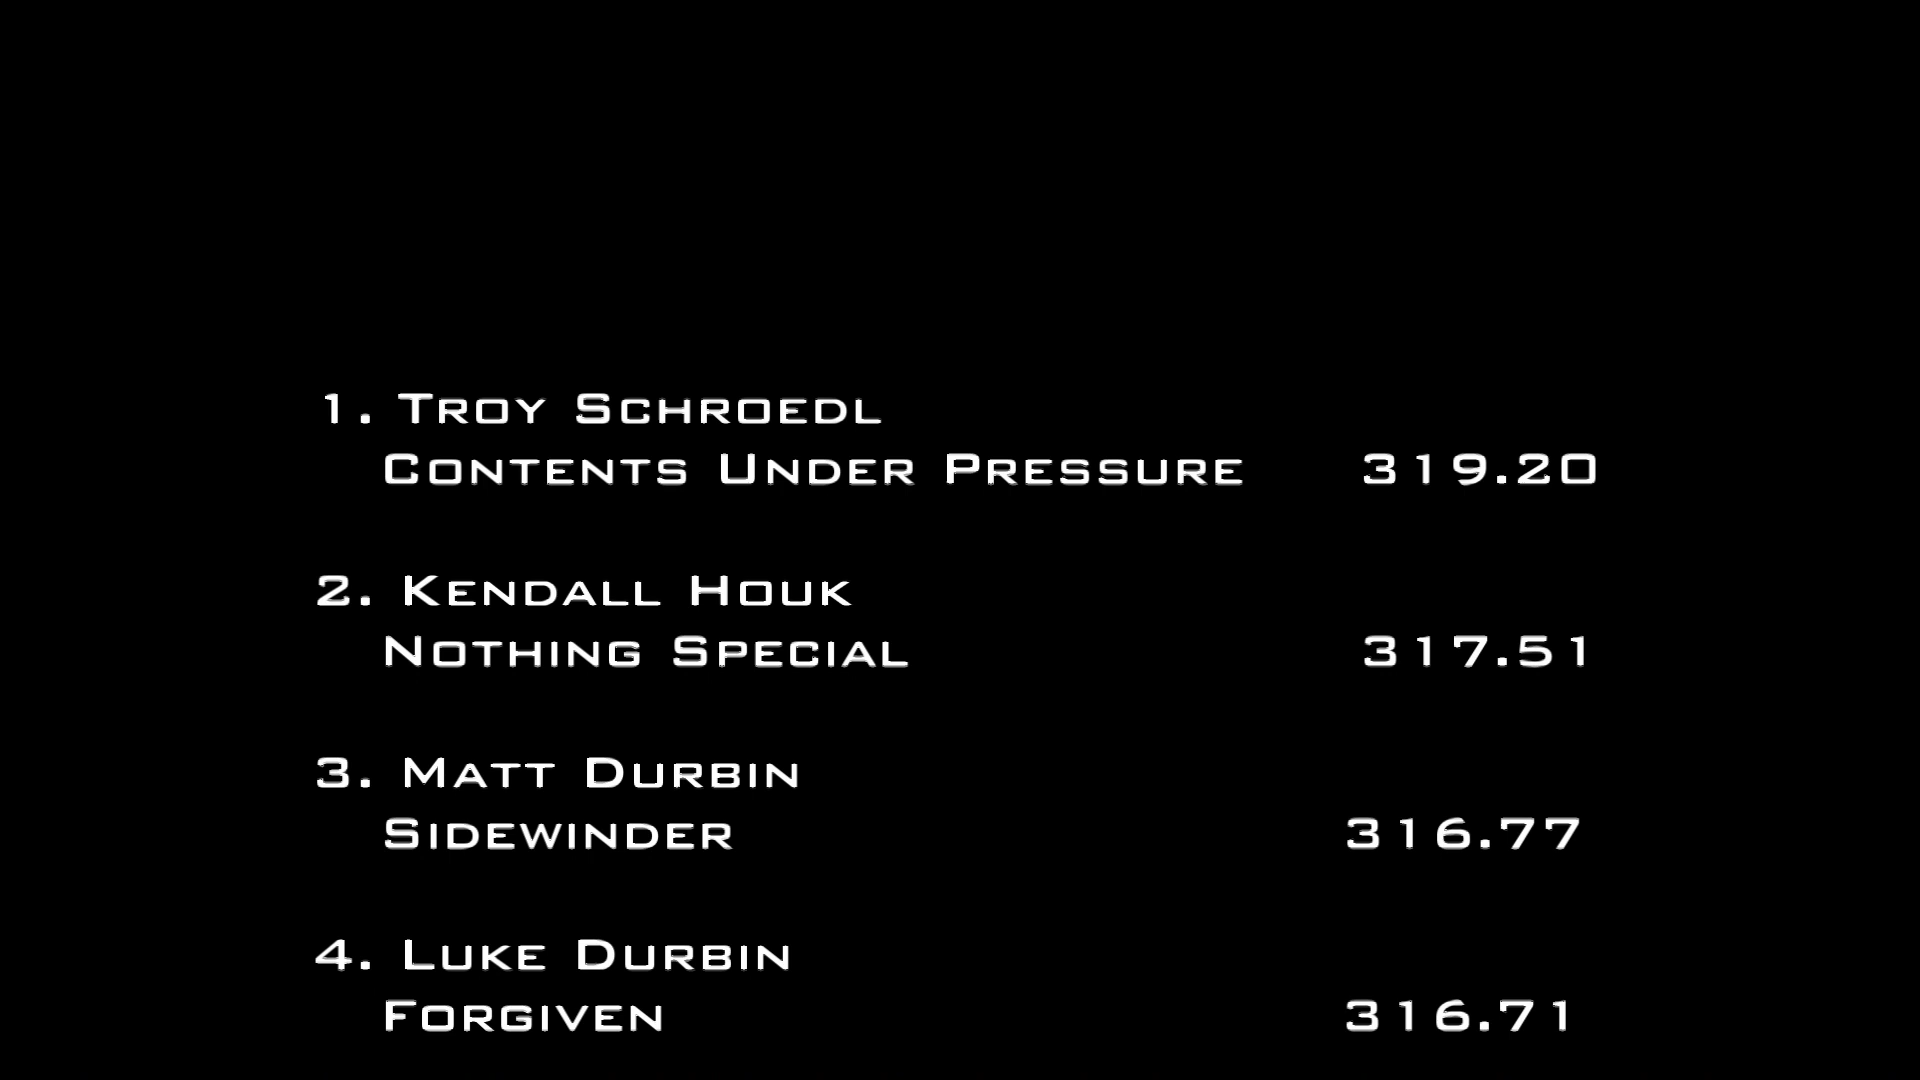 1. Troy Schroedl
Contents Under Pressure 319.20
2. Kendall Houk
Nothing Special 317.51
3. Matt Durbin
Sidewinder 316.77
4. Luke Durbin
Forgiven 316.71